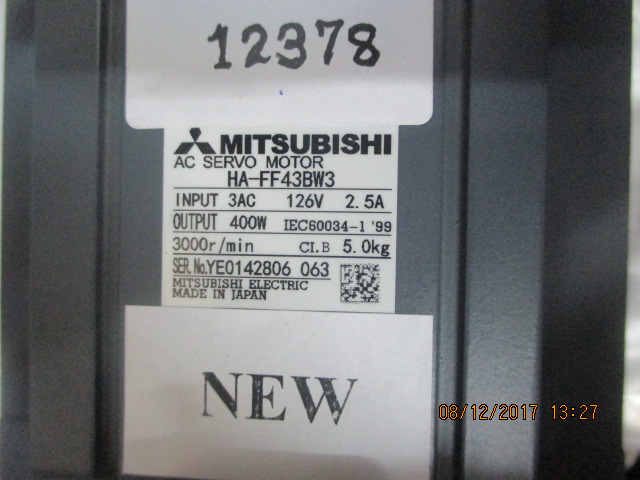 12378
MITSUBISHI
AC SERVO MOTOR
HA-FF43BW3
INPUT 3AC 126V 2.5A
OUTPUT 400W IEC60034-1 '99
3000r/min CI.B 5.0kg
SER.No.YE0142806 063
MITSUBISHI ELECTRIC
MADE IN JAPAN
NEW
08/12/2017 13:27